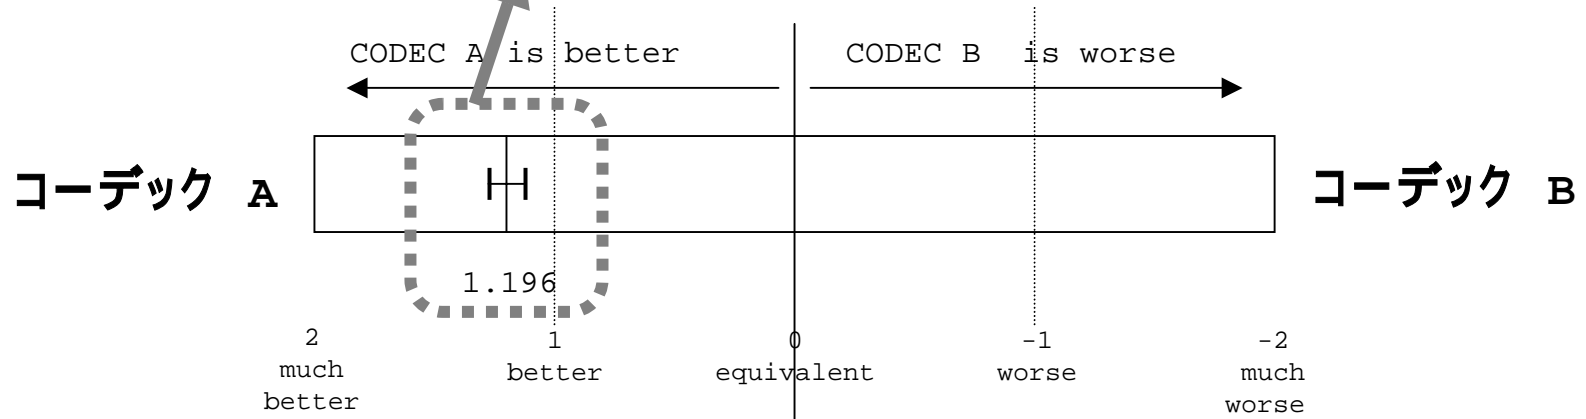 CODEC A is better
CODEC B is worse
コーデック A
コーデック B
1.196
2 1 0 -1 -2
much better equivalent worse much
better worse